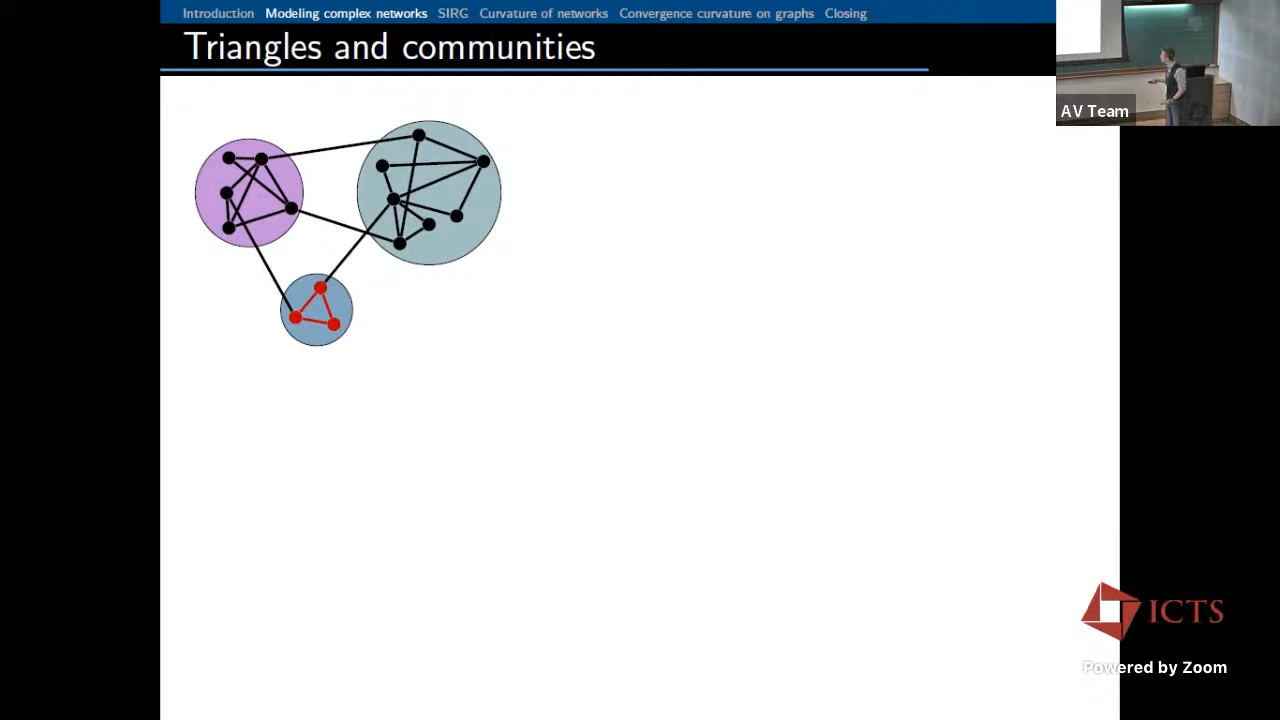 Introduction Modeling complex networks SIRG Curvature of networks Convergence curvature on graphs Closing
Triangles and communities
AV Team
ICTS
Powered by Zoom